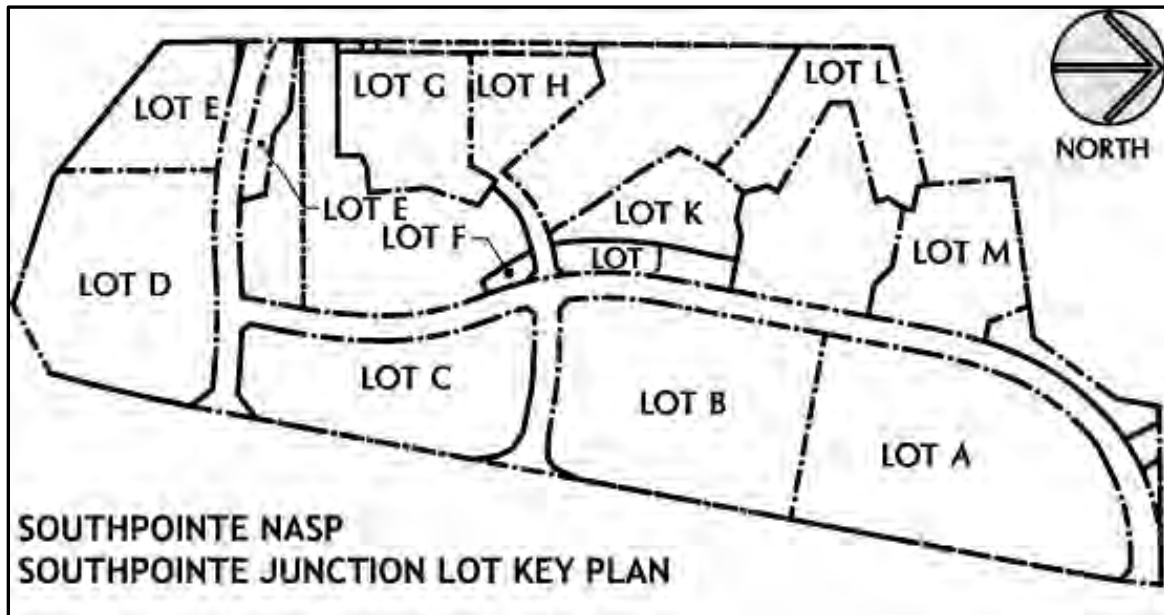 LOT E
LOT G
LOT H
LOT L
NORTH
LOT E
LOT K
LOT F
LOT J
LOT D
LOT M
LOT C
LOT B
LOT A
SOUTHPOINTE NASP
SOUTHPOINTE JUNCTION LOT KEY PLAN